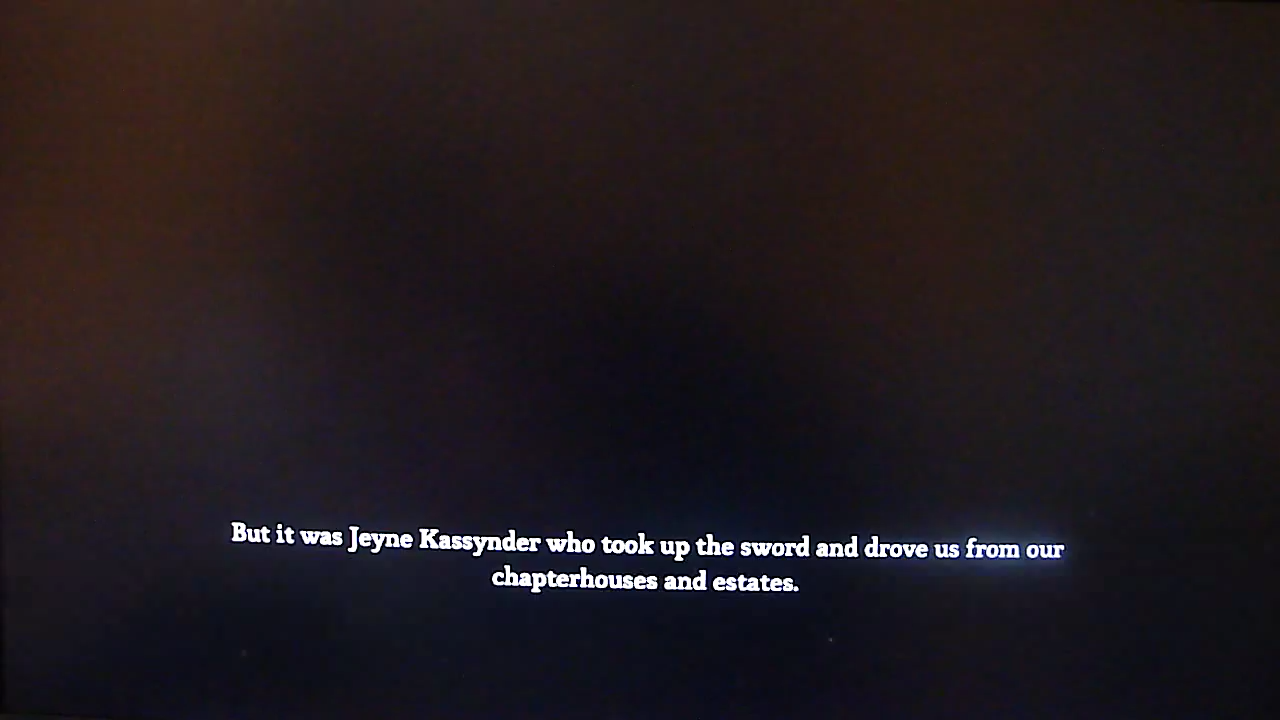 But it was Jeyne Kassynder who took up the sword and drove us from our
chapterhouses and estates.